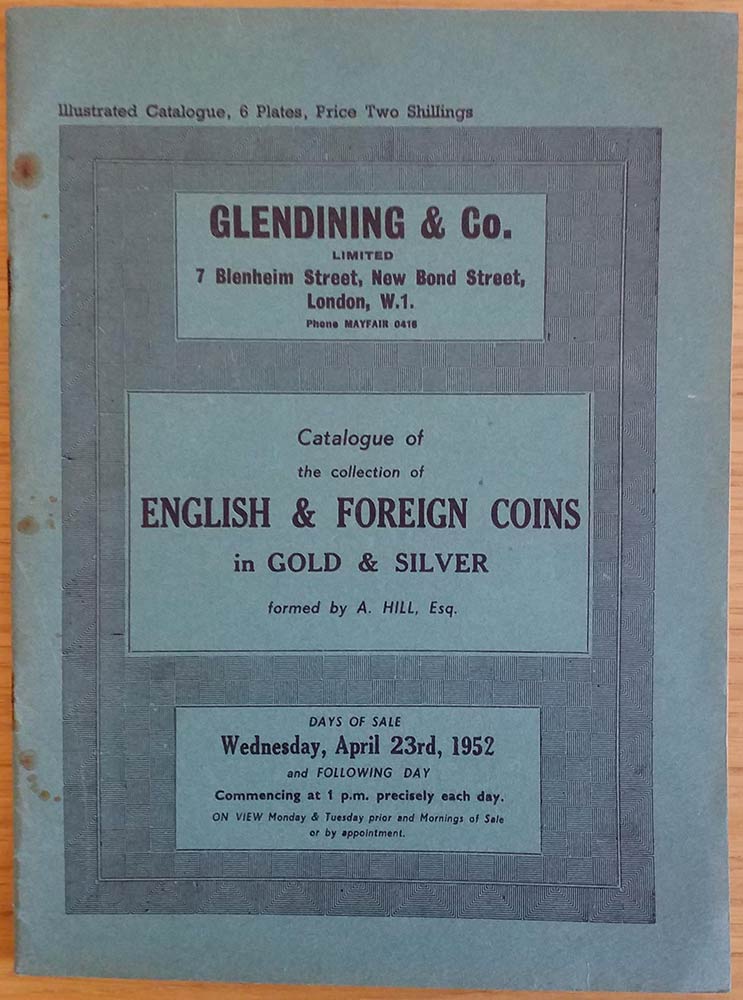 Illustrated Catalogue, 6 Plates, Price Two Shillings
GLENDINING & Co.
LIMITED
7 Blenheim Street, New Bond Street,
London, W.1.
Phone MAYFAIR 0416
Catalogue of
the collection of
ENGLISH & FOREIGN COINS
in GOLD & SILVER
formed by A. HILL, Esq.
DAYS OF SALE
Wednesday, April 23rd, 1952
and FOLLOWING DAY
Commencing at 1 p.m. precisely each day.
ON VIEW Monday & Tuesday prior and Mornings of Sale
or by appointment.